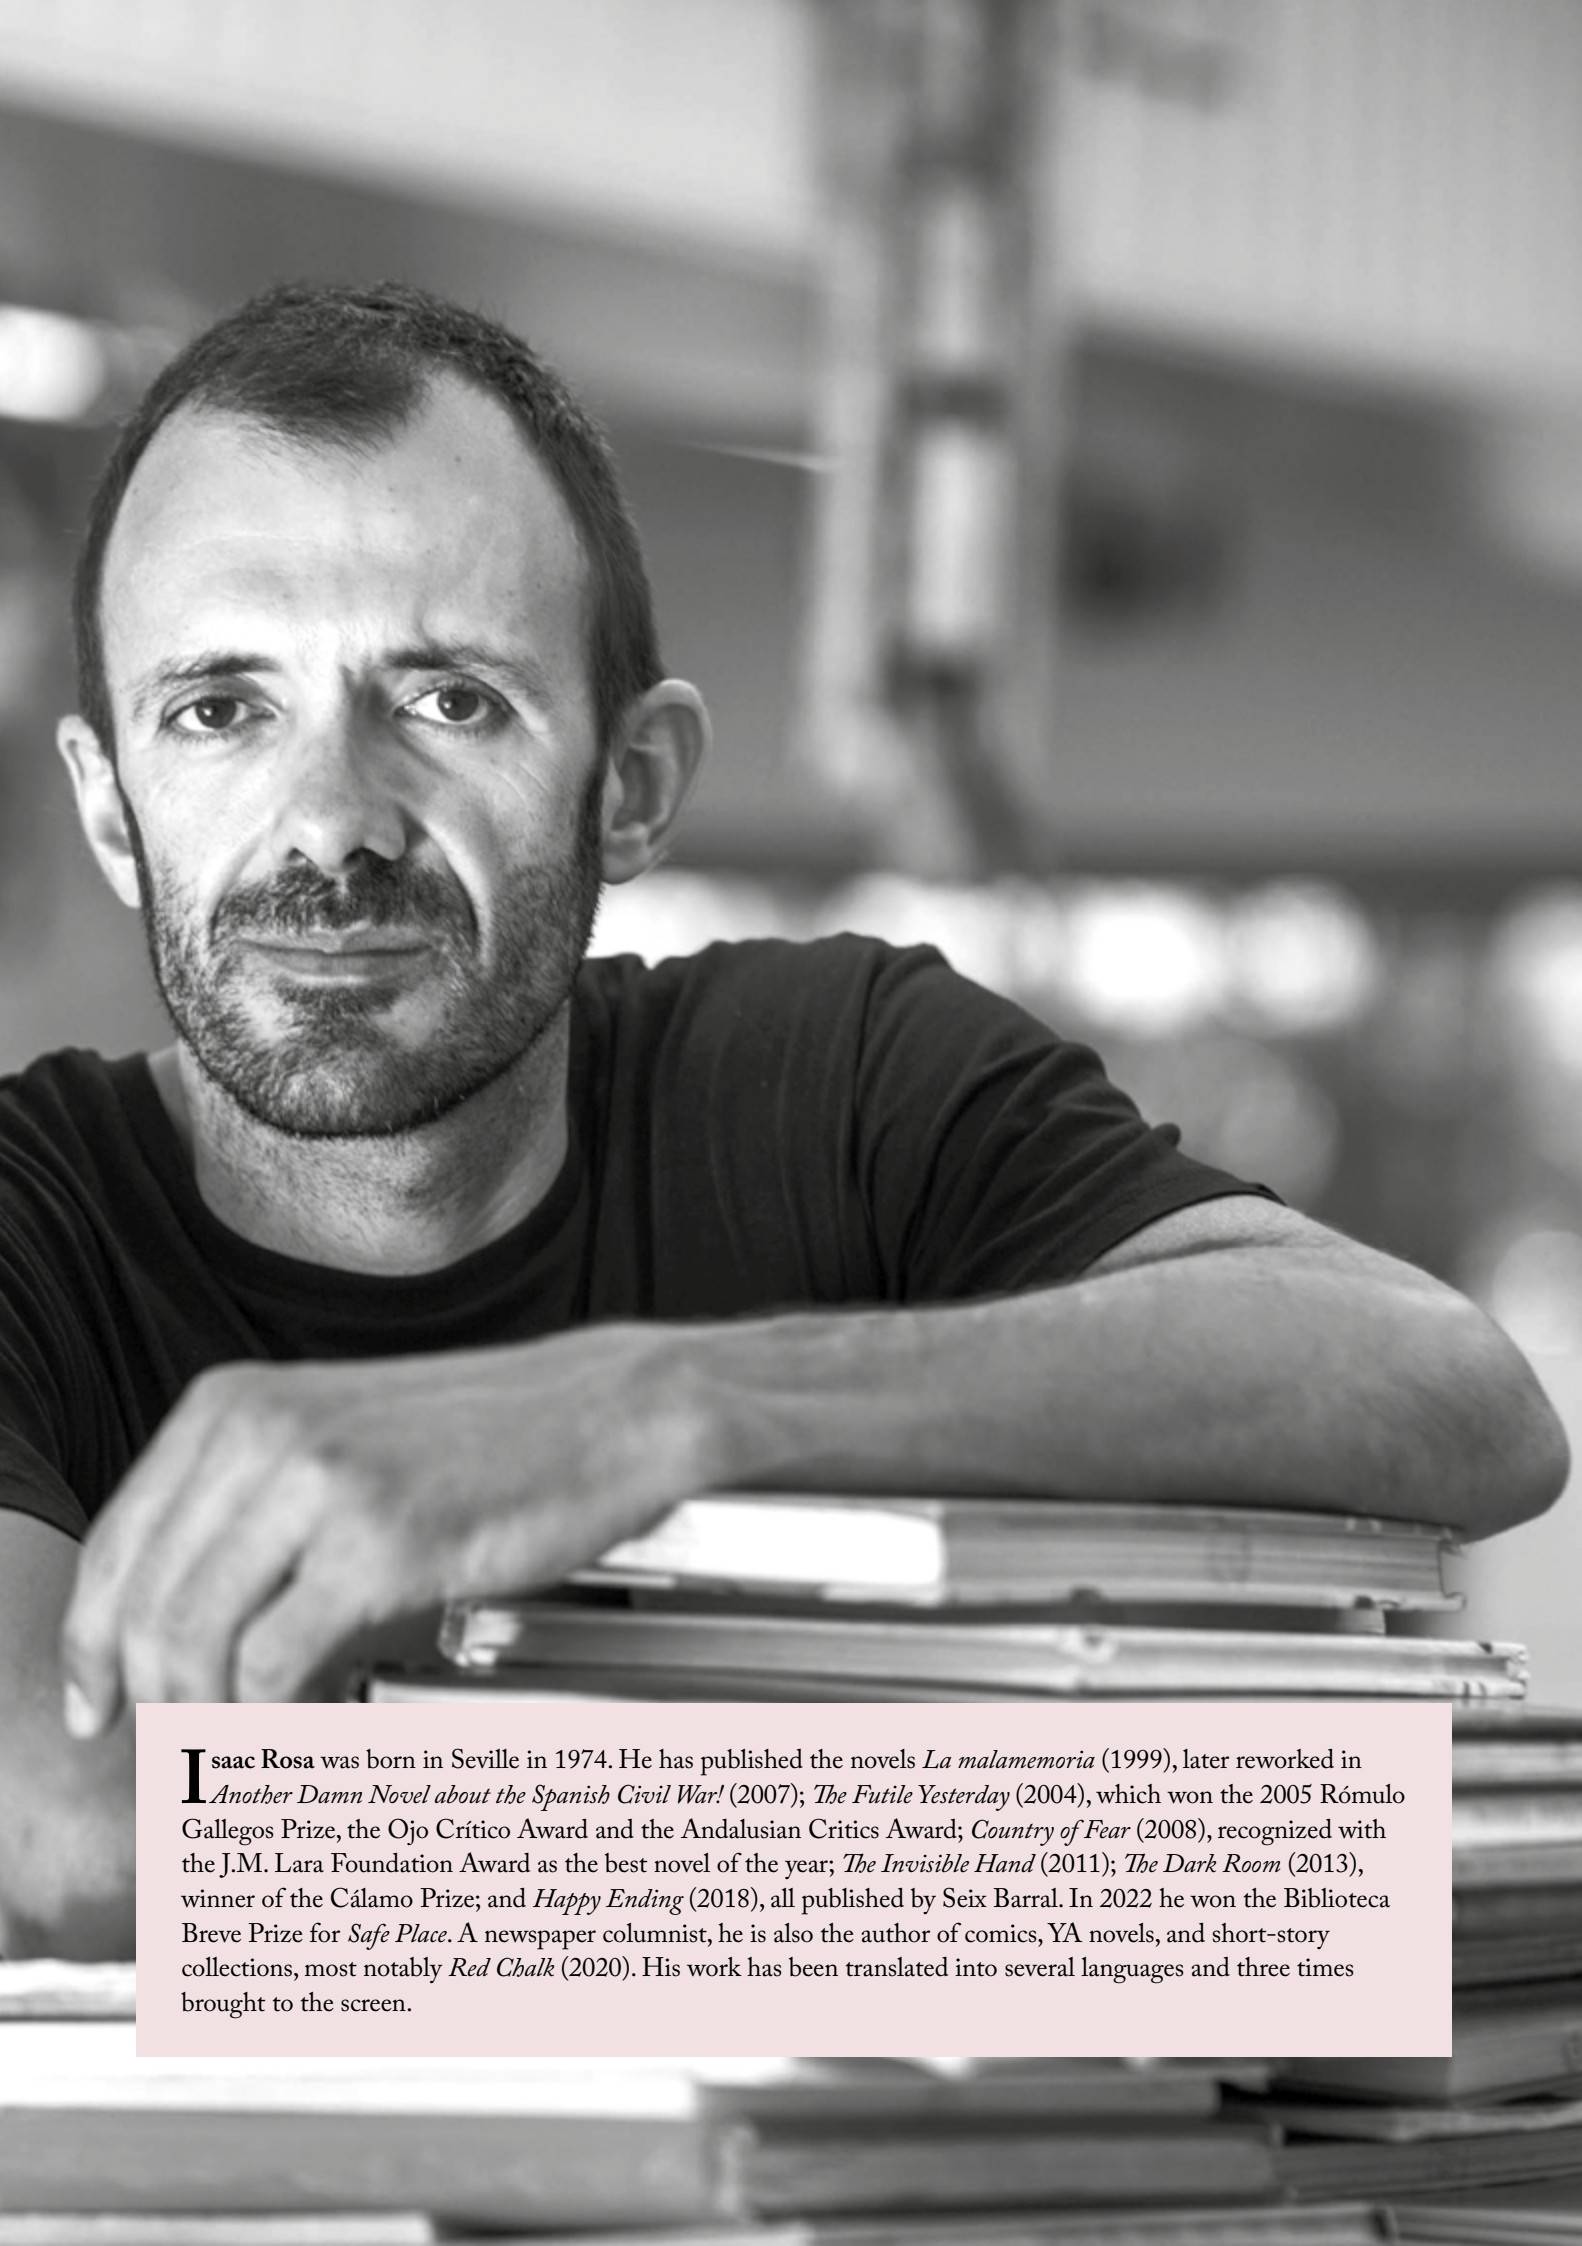 Isaac Rosa was born in Seville in 1974. He has published the novels La malamemoria (1999), later reworked in
Another Damn Novel about the Spanish Civil War! (2007); The Futile Yesterday (2004), which won the 2005 Rómulo
Gallegos Prize, the Ojo Crítico Award and the Andalusian Critics Award; Country of Fear (2008), recognized with
the J.M. Lara Foundation Award as the best novel of the year; The Invisible Hand (2011); The Dark Room (2013),
winner of the Cálamo Prize; and Happy Ending (2018), all published by Seix Barral. In 2022 he won the Biblioteca
Breve Prize for Safe Place. A newspaper columnist, he is also the author of comics, YA novels, and short-story
collections, most notably Red Chalk (2020). His work has been translated into several languages and three times
brought to the screen.